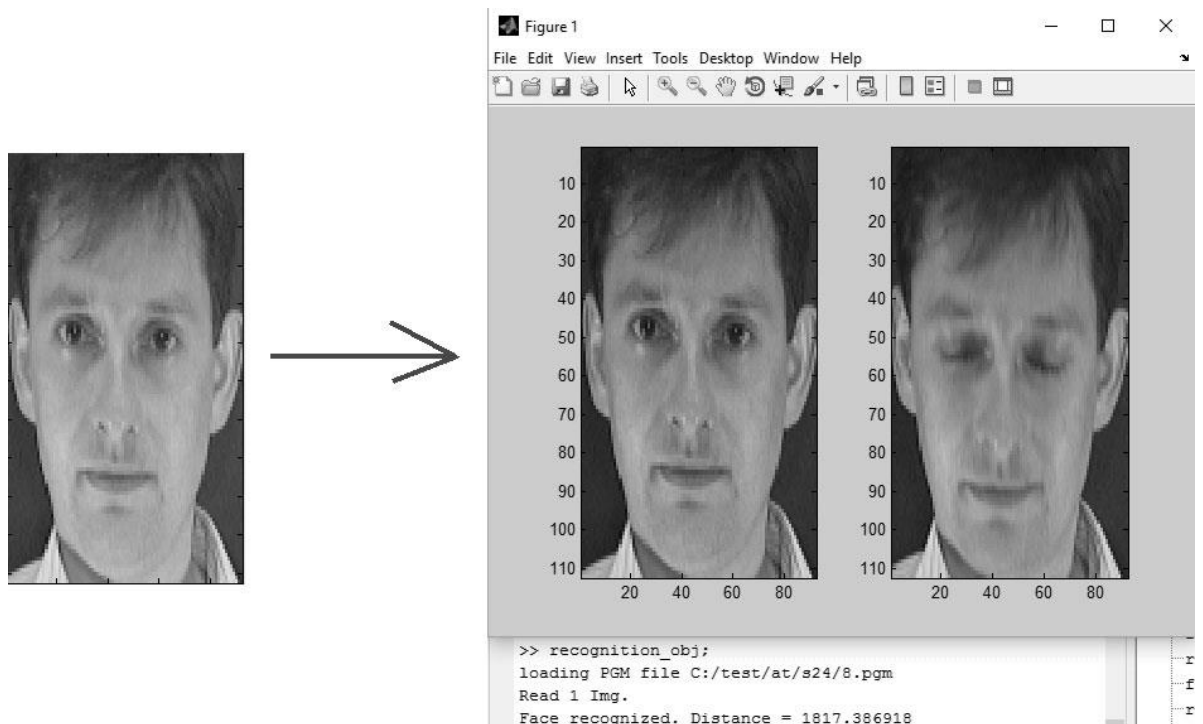 Figure 1
File Edit View Insert Tools Desktop Window Help
10
20
30
40
50
60
70
80
90
100
110
20 40 60 80
10
20
30
40
50
60
70
80
90
100
110
20 40 60 80
>> recognition_obj;
loading PGM file C:/test/at/s24/8.pgm
Read 1 Img.
Face recognized. Distance = 1817.386918
r
f
r